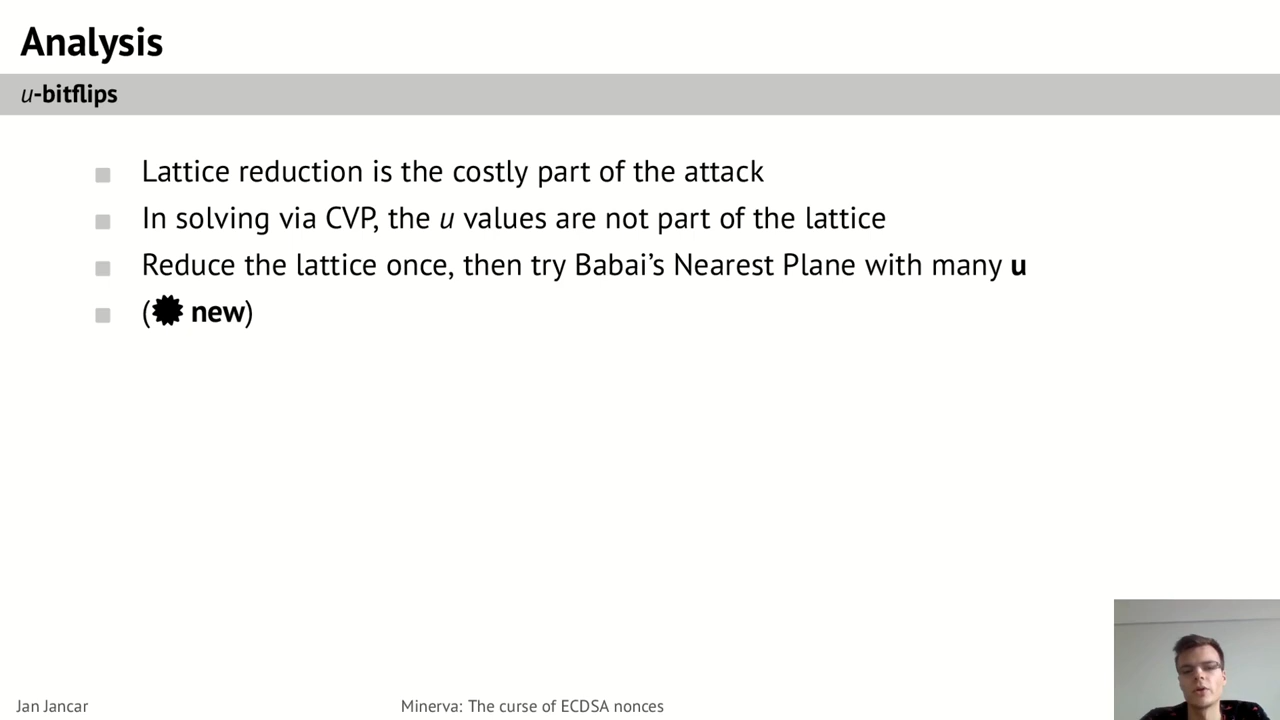 Analysis
u-bitflips
Lattice reduction is the costly part of the attack
In solving via CVP, the u values are not part of the lattice
Reduce the lattice once, then try Babai's Nearest Plane with many u
( new)
Jan Jancar
Minerva: The curse of ECDSA nonces